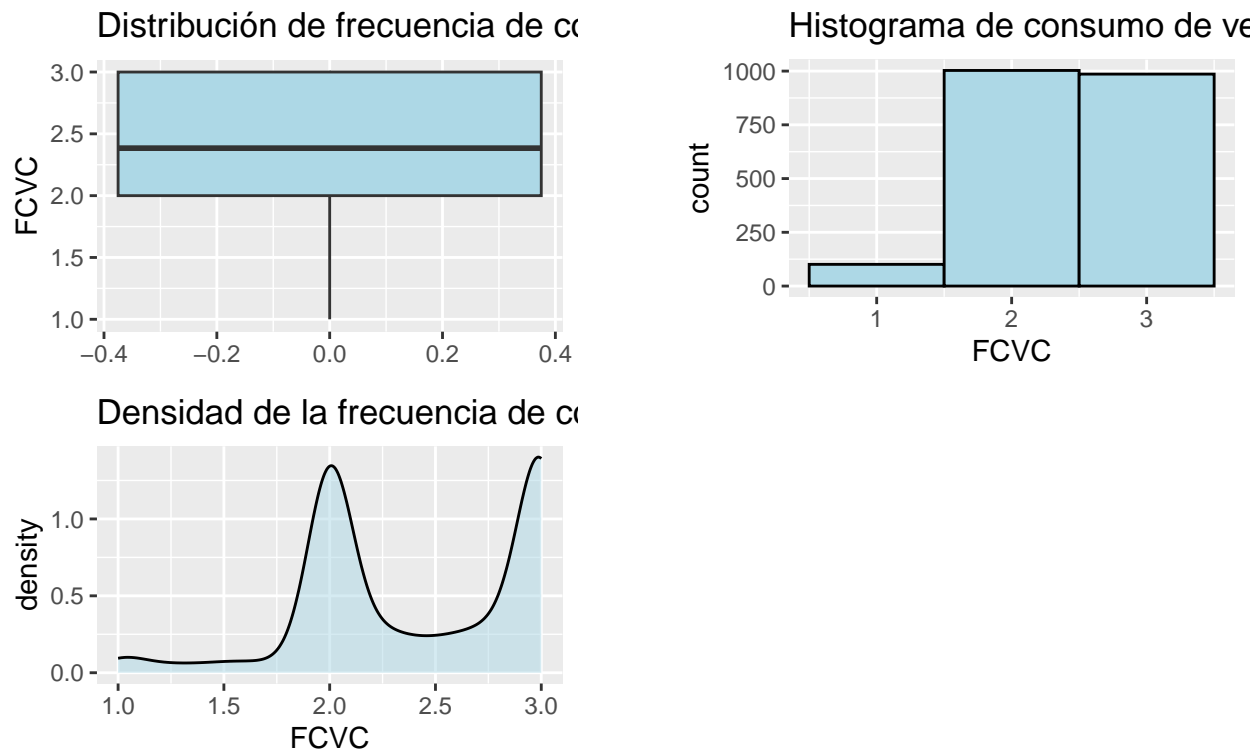 Distribución de frecuencia de co
3.0
2.5
2.0
1.5
1.0
FCVC
−0.4 −0.2 0.0 0.2 0.4
Histograma de consumo de ve
1000
750
500
250
0
count
1 2 3
FCVC
Densidad de la frecuencia de co
1.0
0.5
0.0
density
1.0 1.5 2.0 2.5 3.0
FCVC